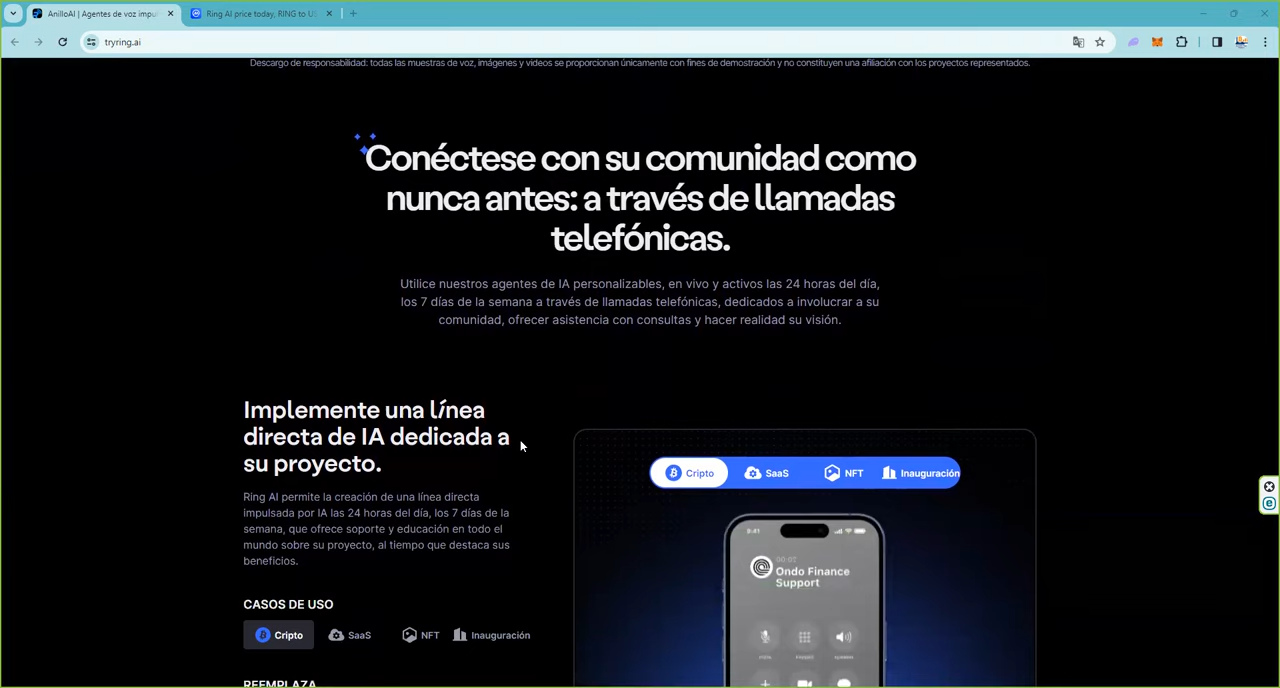 AnilloAI | Agentes de voz impu
Ring AI price today, RING to U
tryring.ai
Descargo de responsabilidad: todas las muestras de voz, imágenes y videos se proporcionan únicamente con fines de demostración y no constituyen una afiliación con los proyectos representados.
Conéctese con su comunidad como
nunca antes: a través de llamadas
telefónicas.
Utilice nuestros agentes de IA personalizables, en vivo y activos las 24 horas del día,
los 7 días de la semana a través de llamadas telefónicas, dedicados a involucrar a su
comunidad, ofrecer asistencia con consultas y hacer realidad su visión.
Implemente una línea
directa de IA dedicada a
su proyecto.
Ring AI permite la creación de una línea directa
impulsada por IA las 24 horas del día, los 7 días de la
semana, que ofrece soporte y educación en todo el
mundo sobre su proyecto, al tiempo que destaca sus
beneficios.
CASOS DE USO
Cripto SaaS NFT Inauguración
REEMPLAZA
Cripto SaaS NFT Inauguración
9:41
00:07
Ondo Finance
Support